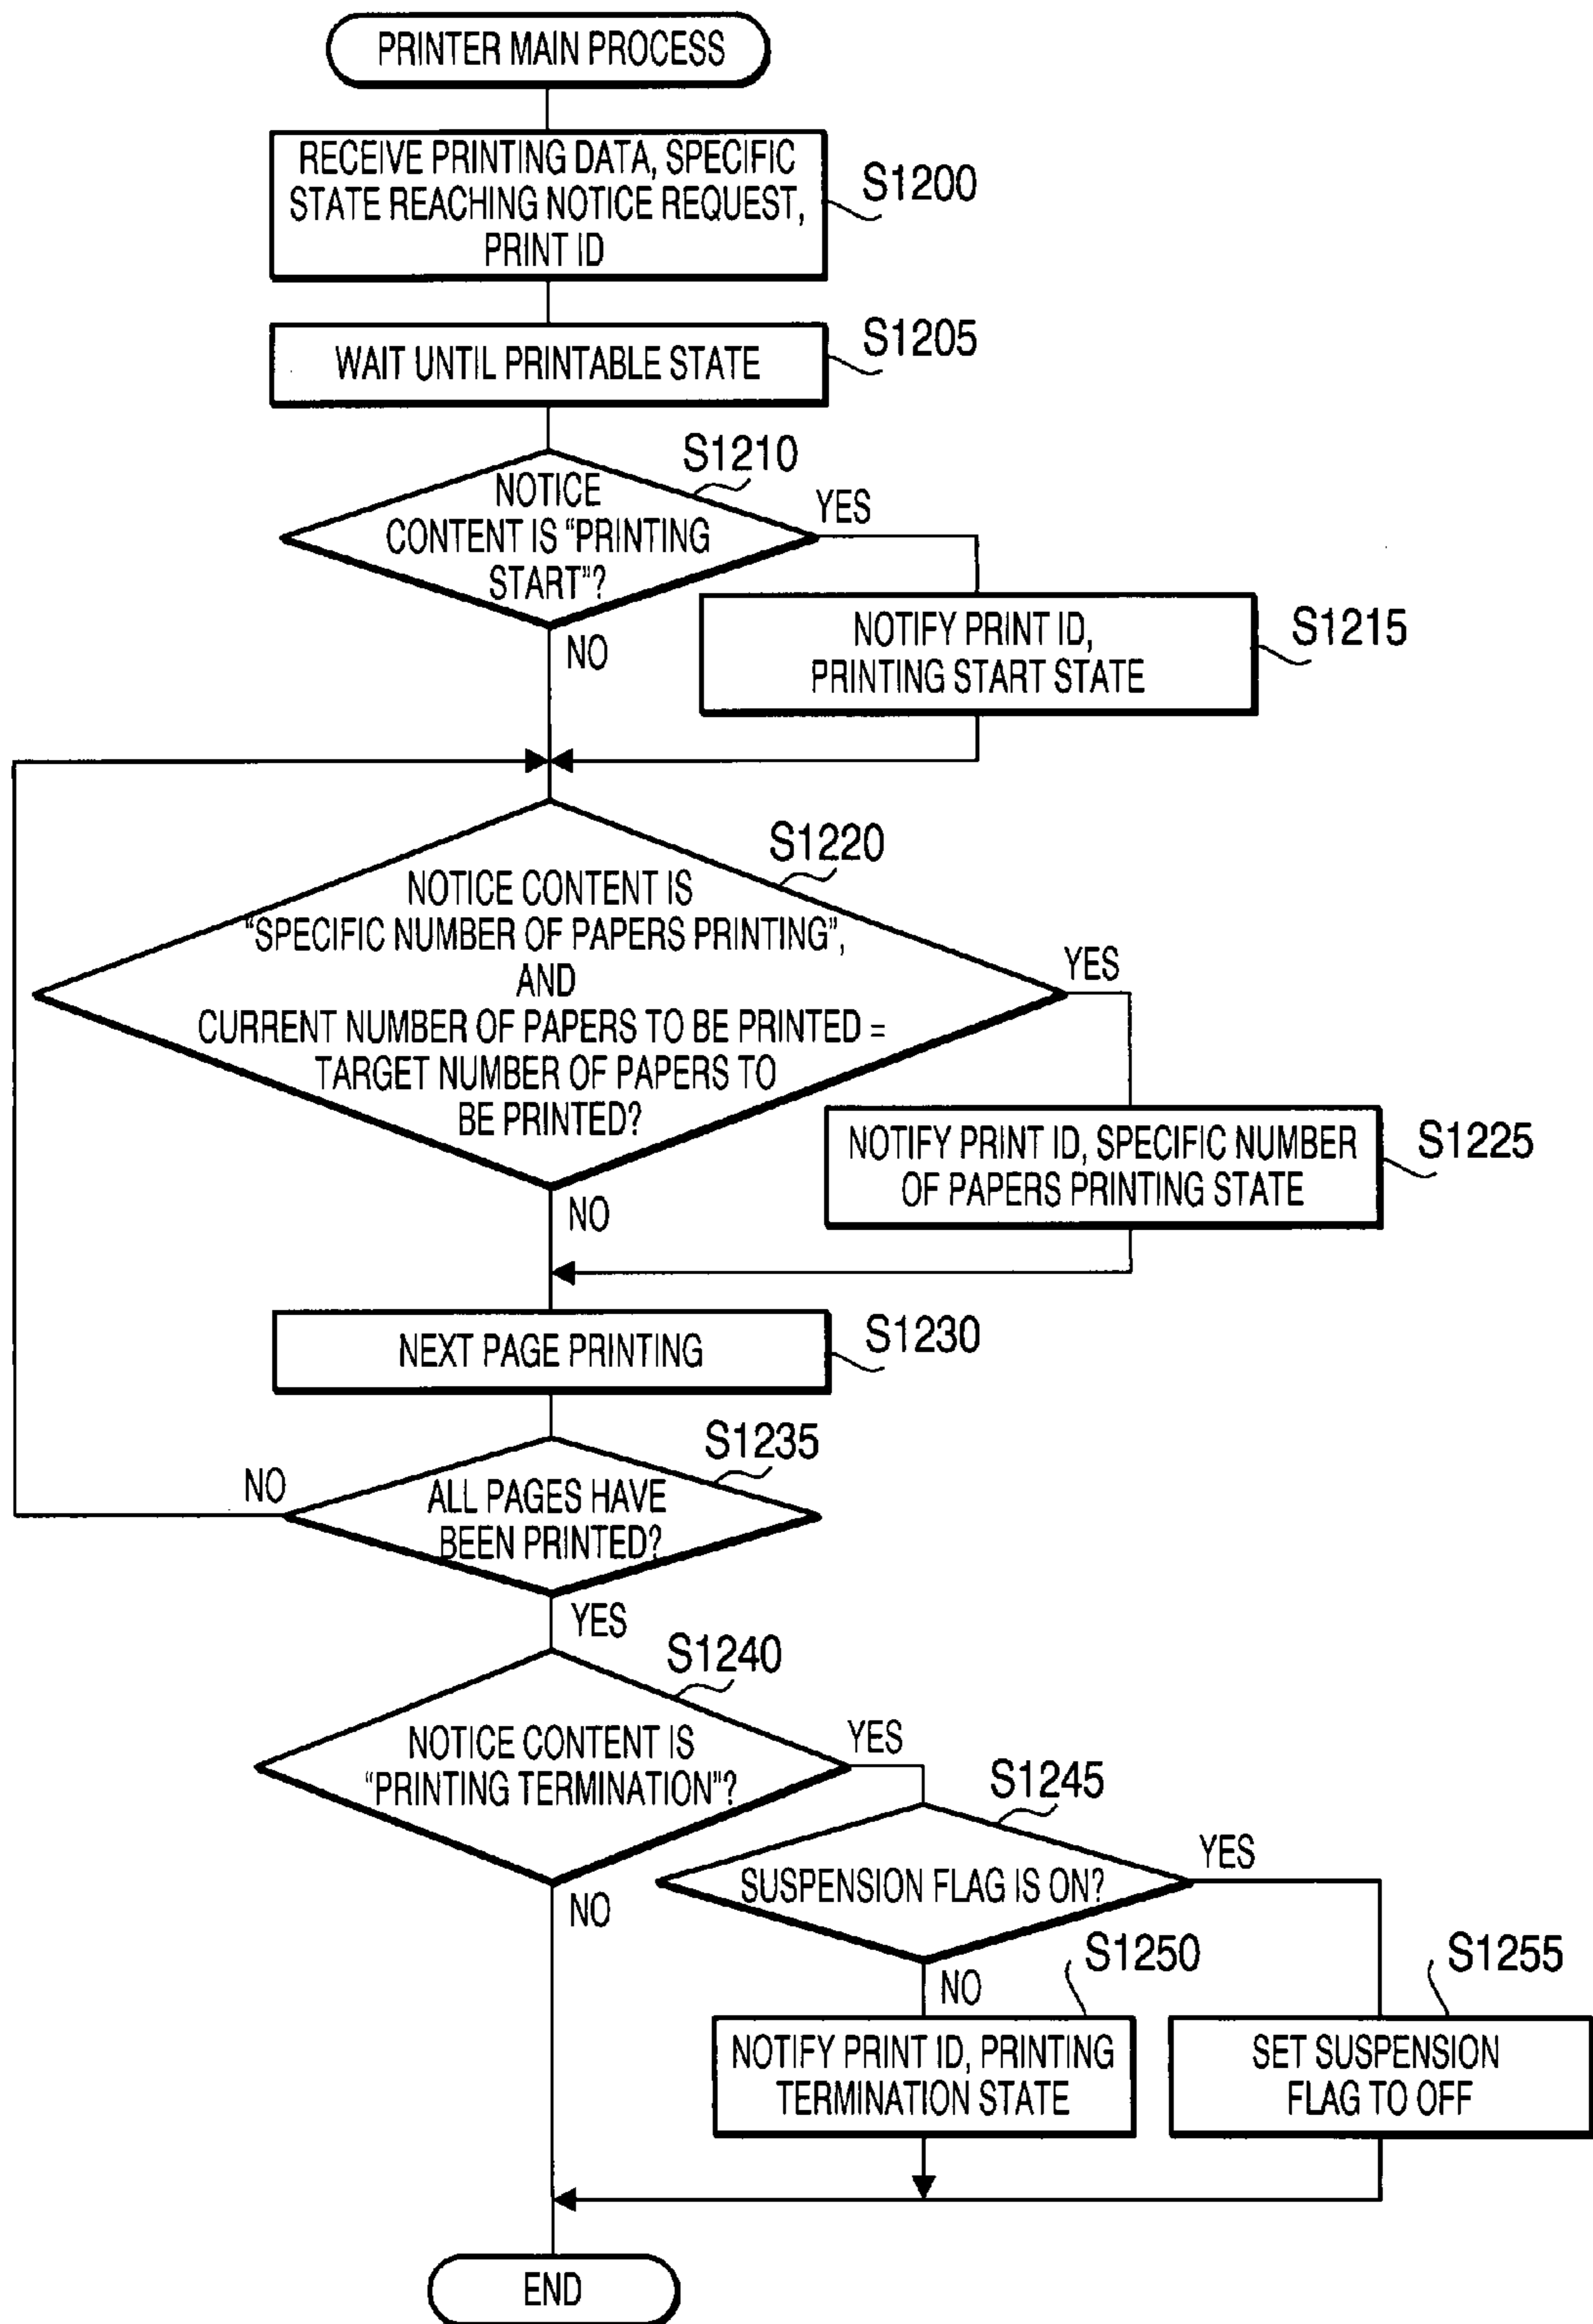 PRINTER MAIN PROCESS
RECEIVE PRINTING DATA, SPECIFIC
STATE REACHING NOTICE REQUEST,
PRINT ID
S1200
WAIT UNTIL PRINTABLE STATE
S1205
S1210
NOTICE
CONTENT IS “PRINTING
START”?
YES
NO
NOTIFY PRINT ID,
PRINTING START STATE
S1215
S1220
NOTICE CONTENT IS
“SPECIFIC NUMBER OF PAPERS PRINTING”,
AND
CURRENT NUMBER OF PAPERS TO BE PRINTED =
TARGET NUMBER OF PAPERS TO
BE PRINTED?
YES
NO
NOTIFY PRINT ID, SPECIFIC NUMBER
OF PAPERS PRINTING STATE
S1225
NEXT PAGE PRINTING
S1230
S1235
ALL PAGES HAVE
BEEN PRINTED?
NO
YES
S1240
NOTICE CONTENT IS
“PRINTING TERMINATION”?
YES
NO
S1245
SUSPENSION FLAG IS ON?
YES
NO
S1250
NOTIFY PRINT ID, PRINTING
TERMINATION STATE
S1255
SET SUSPENSION
FLAG TO OFF
END